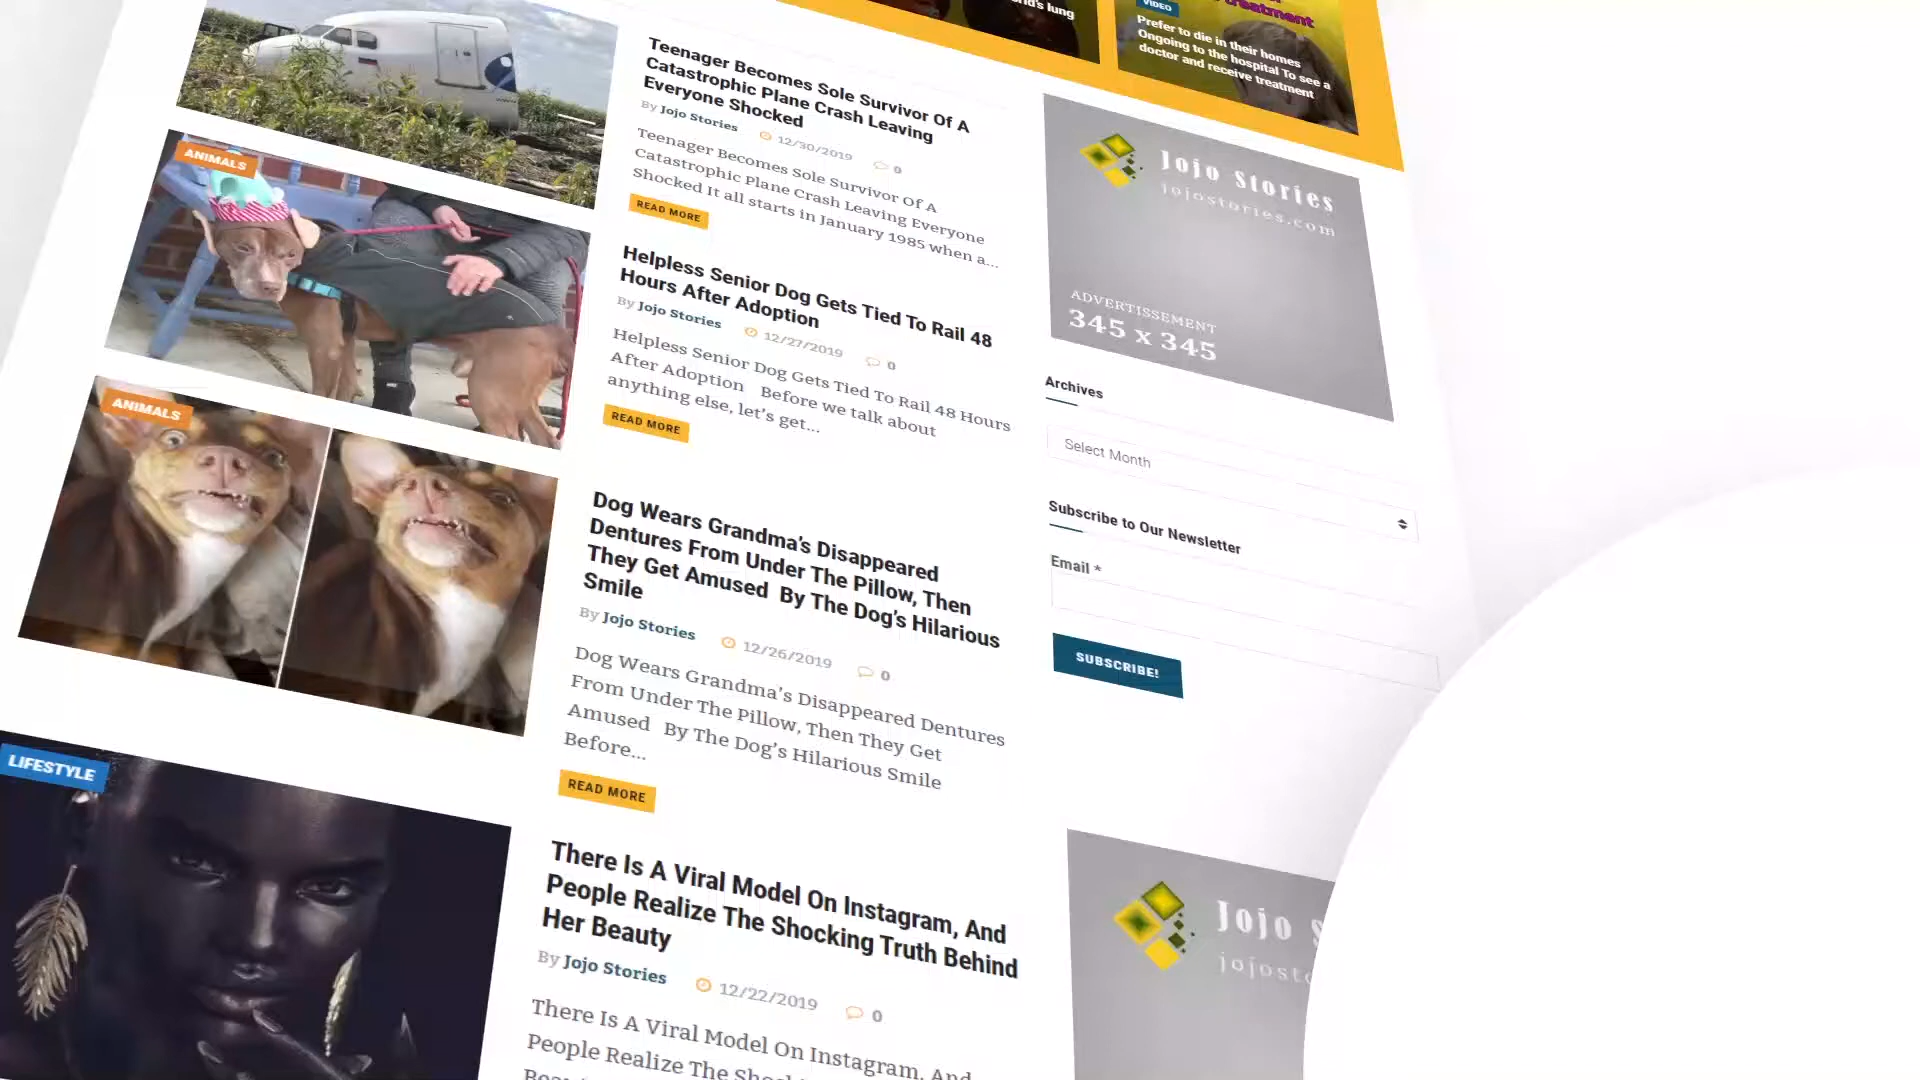 rld's lung
treatment
VIDEO
Prefer to die in their homes
Ongoing to the hospital To see a
doctor and receive treatment
Teenager Becomes Sole Survivor Of A
Catastrophic Plane Crash Leaving
Everyone Shocked
By Jojo Stories 12/30/2019 0
Teenager Becomes Sole Survivor Of A
Catastrophic Plane Crash Leaving Everyone
Shocked It all starts in January 1985 when a...
READ MORE
ANIMALS
Helpless Senior Dog Gets Tied To Rail 48
Hours After Adoption
By Jojo Stories 12/27/2019 0
Helpless Senior Dog Gets Tied To Rail 48 Hours
After Adoption Before we talk about
anything else, let's get...
READ MORE
ANIMALS
Dog Wears Grandma's Disappeared
Dentures From Under The Pillow, Then
They Get Amused By The Dog's Hilarious
Smile
By Jojo Stories 12/26/2019 0
Dog Wears Grandma's Disappeared Dentures
From Under The Pillow, Then They Get
Amused By The Dog's Hilarious Smile
Before...
READ MORE
LIFESTYLE
There Is A Viral Model On Instagram, And
People Realize The Shocking Truth Behind
Her Beauty
By Jojo Stories 12/22/2019 0
There Is A Viral Model On Instagram, And
People Realize The
Jojo Stories
jojostories.com
ADVERTISEMENT
345 x 345
Archives
Select Month
Subscribe to Our Newsletter
Email *
SUBSCRIBE!
Jojo S
jojosto